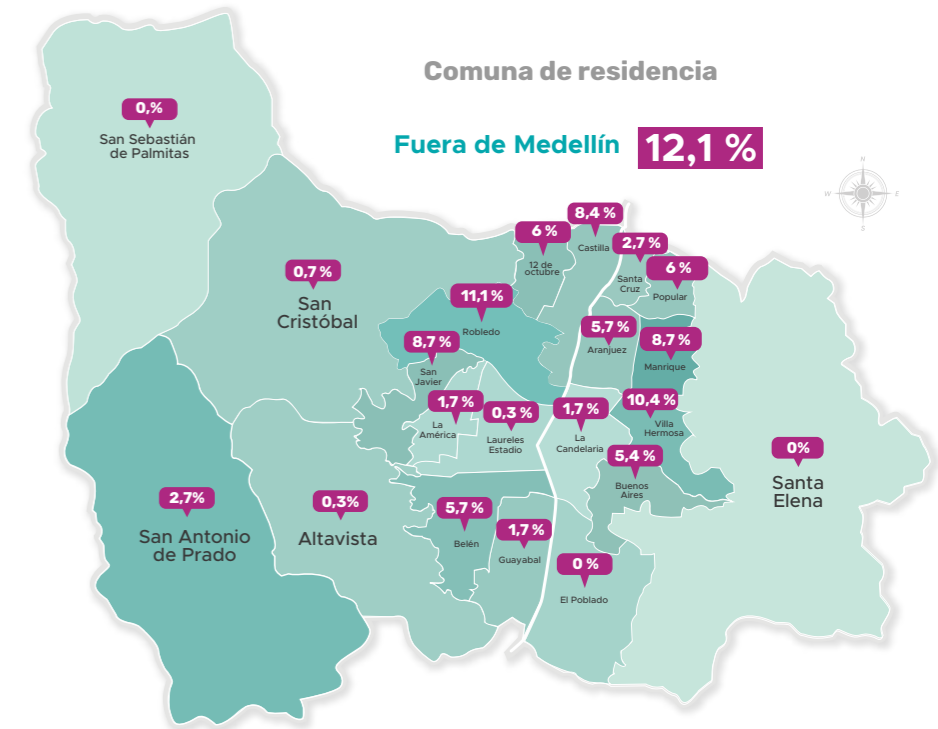 Comuna de residencia
Fuera de Medellín 12,1 %
N
W E
S
0,%
San Sebastián
de Palmitas
0,7 %
San
Cristóbal
6 %
12 de
octubre
8,4 %
Castilla
2,7 %
Santa
Cruz
6 %
Popular
11,1 %
Robledo
5,7 %
Aranjuez
8,7 %
Manrique
8,7 %
San
Javier
1,7 %
La
América
0,3 %
Laureles
Estadio
1,7 %
La
Candelaria
10,4 %
Villa
Hermosa
5,4 %
Buenos
Aires
0%
Santa
Elena
2,7%
San Antonio
de Prado
0,3%
Altavista
5,7 %
Belén
1,7 %
Guayabal
0 %
El Poblado